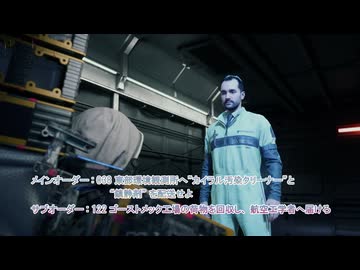 メインオーダー：038 東部環境観測所へ“カイラル汚染クリーナー”と
“鎮静剤”を配送せよ
サブオーダー：122 ゴーストメック工場の荷物を回収し、航空工学者へ届ける